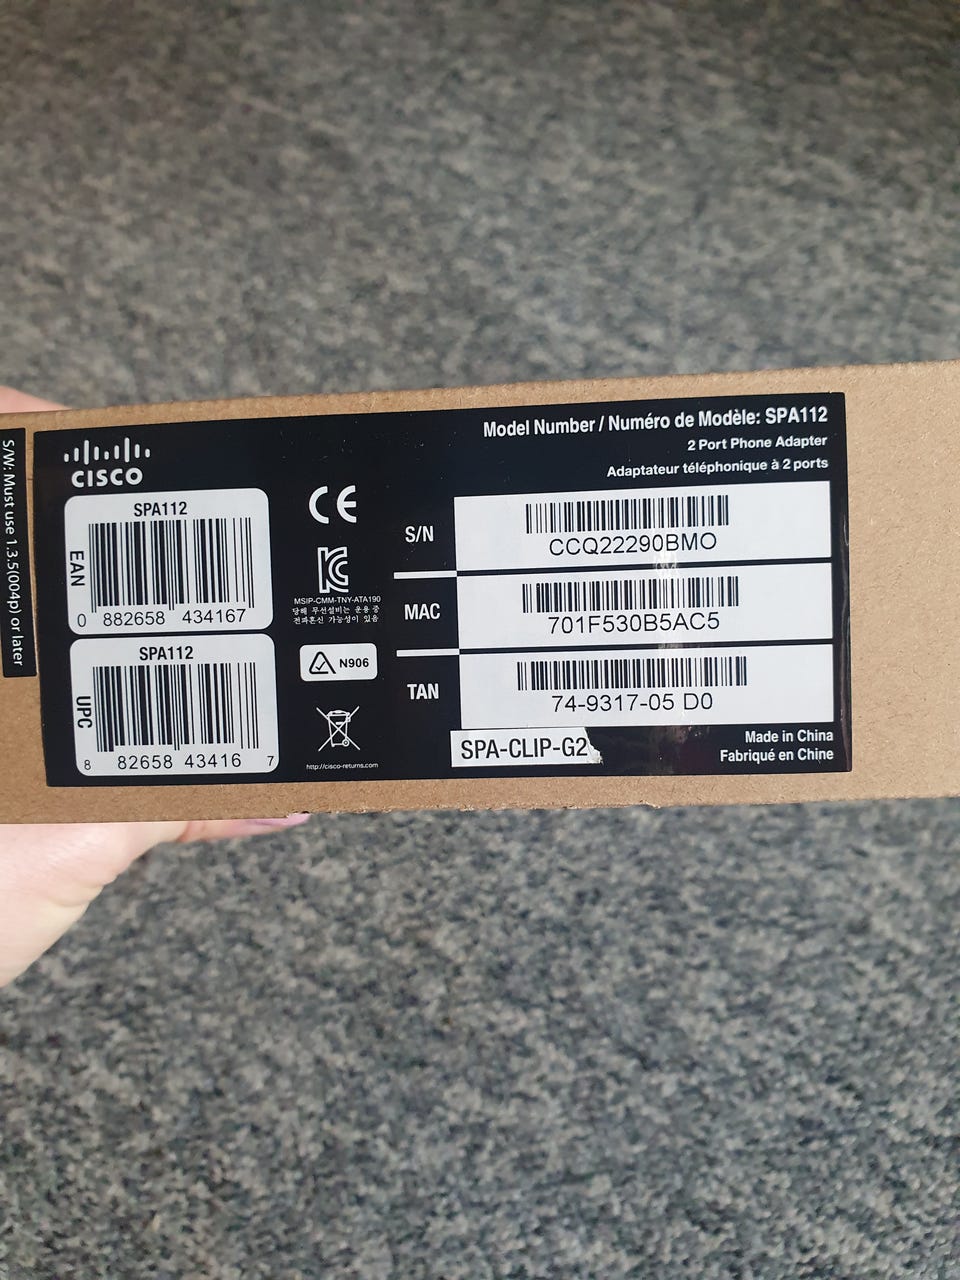 S/W: Must use 1.3.5(004p) or later
CISCO
SPA112
EAN
0 882658 434167
SPA112
UPC
8 82658 43416 7
CE
MSIP-CMM-TNY-ATA190
당해 무선설비는 운용 중
전파혼신 가능성이 있음
N906
http://cisco-returns.com
Model Number / Numéro de Modèle: SPA112
2 Port Phone Adapter
Adaptateur téléphonique à 2 ports
S/N
CCQ22290BMO
MAC
701F530B5AC5
TAN
74-9317-05 D0
SPA-CLIP-G2
Made in China
Fabriqué en Chine